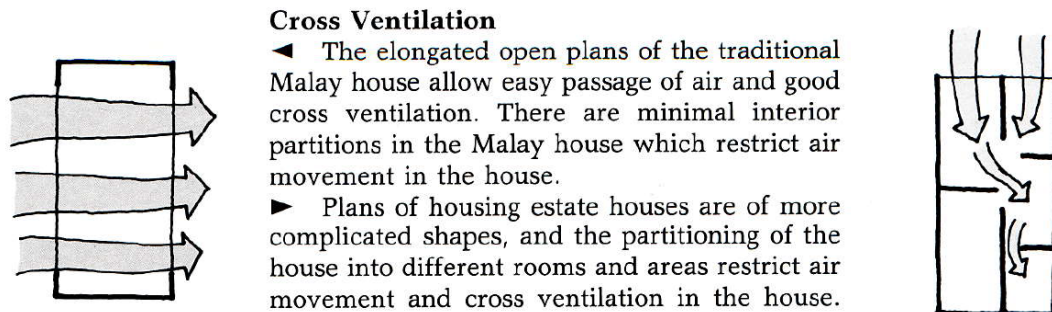 Cross Ventilation
◄ The elongated open plans of the traditional
Malay house allow easy passage of air and good
cross ventilation. There are minimal interior
partitions in the Malay house which restrict air
movement in the house.
► Plans of housing estate houses are of more
complicated shapes, and the partitioning of the
house into different rooms and areas restrict air
movement and cross ventilation in the house.